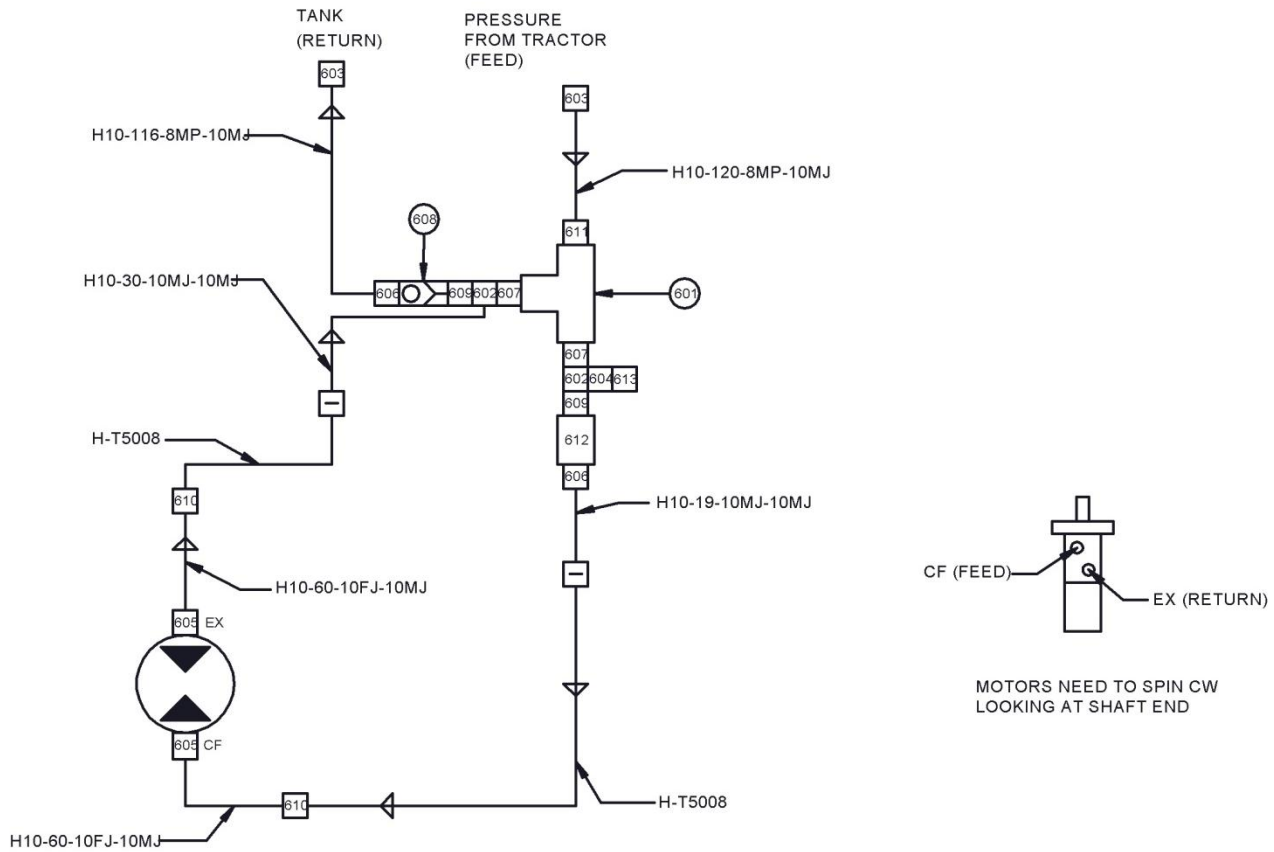 TANK
(RETURN)
PRESSURE
FROM TRACTOR
(FEED)
603
603
H10-116-8MP-10MJ
H10-120-8MP-10MJ
608
611
H10-30-10MJ-10MJ
606
609
602
607
601
607
602
604
613
609
H-T5008
612
606
610
H10-19-10MJ-10MJ
CF (FEED)
H10-60-10FJ-10MJ
EX (RETURN)
605 EX
MOTORS NEED TO SPIN CW
LOOKING AT SHAFT END
605 CF
610
H-T5008
H10-60-10FJ-10MJ